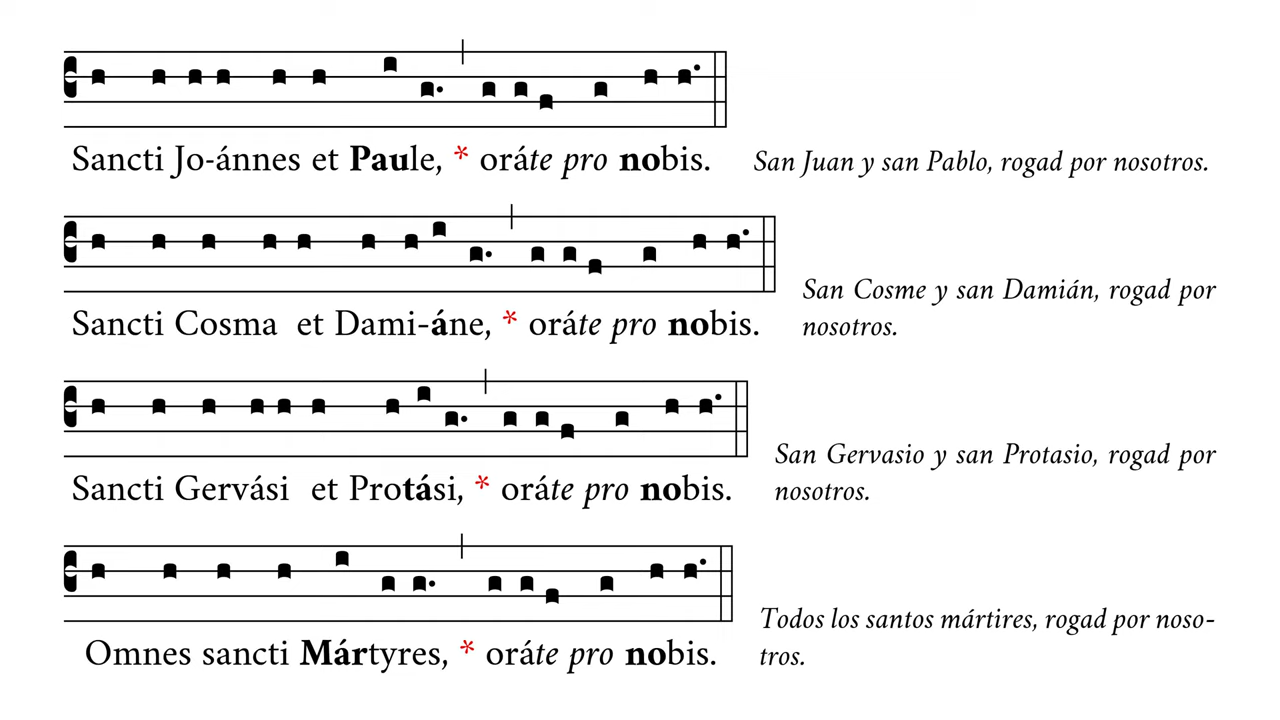 Sancti Jo-ánnes et Paule, * oráte pro nobis.
San Juan y san Pablo, rogad por nosotros.
Sancti Cosma et Dami-áne, * oráte pro nobis.
San Cosme y san Damián, rogad por
nosotros.
Sancti Gervási et Protási, * oráte pro nobis.
San Gervasio y san Protasio, rogad por
nosotros.
Omnes sancti Mártyres, * oráte pro nobis.
Todos los santos mártires, rogad por noso-
tros.